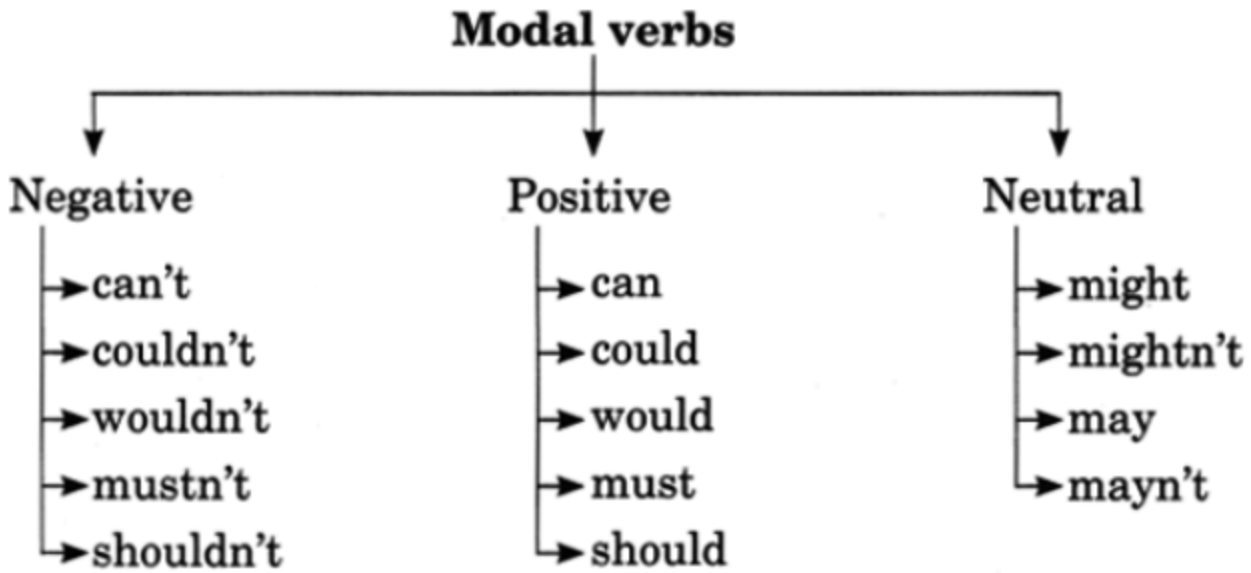 Modal verbs
Negative
can't
couldn't
wouldn't
mustn't
shouldn't
Positive
can
could
would
must
should
Neutral
might
mightn't
may
mayn't